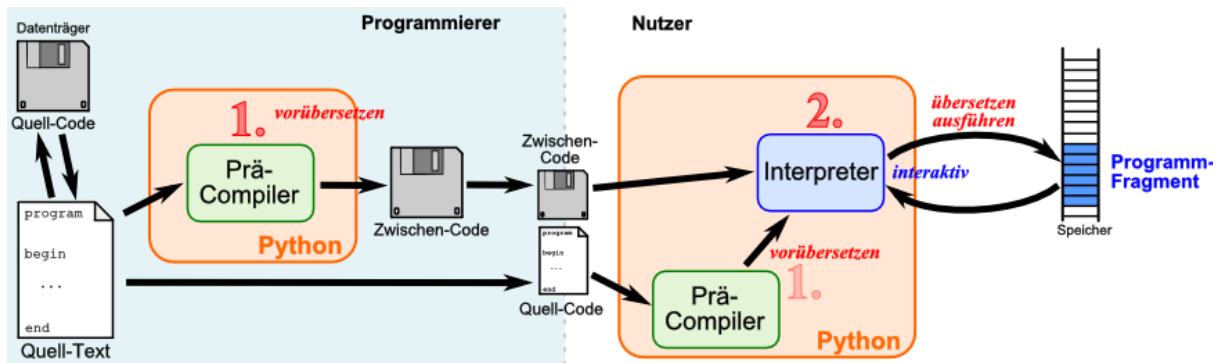 Programmierer
Nutzer
Datenträger
Quell-Code
1. vorübersetzen
Prä-
Compiler
Python
Zwischen-Code
program
begin
...
end
Quell-Text
Zwischen-
Code
program
begin
...
end
Quell-Code
2.
Interpreter
vorübersetzen
1.
Prä-
Compiler
Python
übersetzen
ausführen
interaktiv
Programm-
Fragment
Speicher